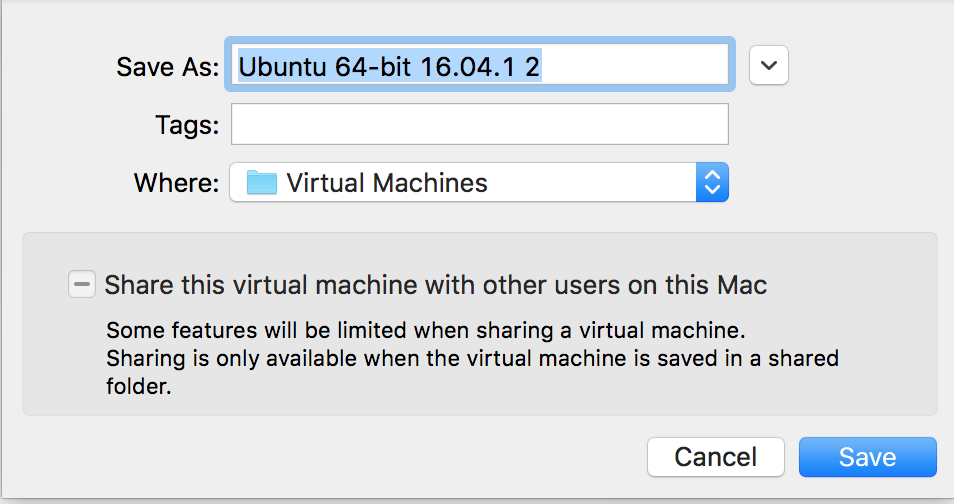 Save As: Ubuntu 64-bit 16.04.1 2
Tags:
Where: Virtual Machines
Share this virtual machine with other users on this Mac
Some features will be limited when sharing a virtual machine.
Sharing is only available when the virtual machine is saved in a shared
folder.
Cancel Save